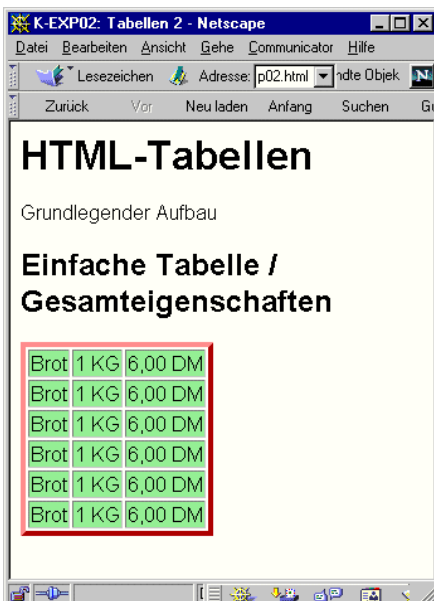 K-EXP02: Tabellen 2 - Netscape
Datei Bearbeiten Ansicht Gehe Communicator Hilfe
Lesezeichen Adresse: p02.html ndte Objek N
Zurück Vor Neu laden Anfang Suchen
HTML-Tabellen
Grundlegender Aufbau
Einfache Tabelle /
Gesamteigenschaften
Brot 1 KG 6,00 DM
Brot 1 KG 6,00 DM
Brot 1 KG 6,00 DM
Brot 1 KG 6,00 DM
Brot 1 KG 6,00 DM
Brot 1 KG 6,00 DM